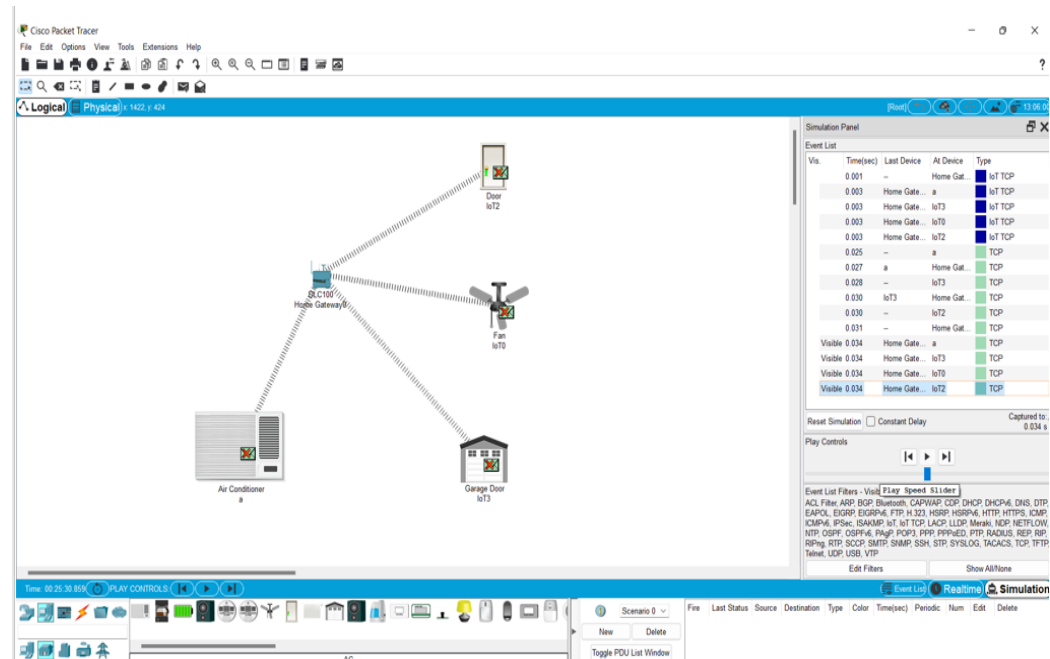 Cisco Packet Tracer
File Edit Options View Tools Extensions Help
?
Logical Physical x: 1422, y: 424 [Root] 13:06:00
Door
IoT2
DLC100
Home Gateway0
Fan
IoT0
Air Conditioner
a
Garage Door
IoT3
Simulation Panel
Event List
Vis. Time(sec) Last Device At Device Type
0.001 -- Home Gat... IoT TCP
0.003 Home Gate... a IoT TCP
0.003 Home Gate... IoT3 IoT TCP
0.003 Home Gate... IoT0 IoT TCP
0.003 Home Gate... IoT2 IoT TCP
0.025 -- a TCP
0.027 a Home Gat... TCP
0.028 -- IoT3 TCP
0.030 IoT3 Home Gat... TCP
0.030 -- IoT2 TCP
0.031 -- Home Gat... TCP
Visible 0.034 Home Gate... a TCP
Visible 0.034 Home Gate... IoT3 TCP
Visible 0.034 Home Gate... IoT0 TCP
Visible 0.034 Home Gate... IoT2 TCP
Reset Simulation Constant Delay Captured to:
0.034 s
Play Controls
Event List Filters - Visib Play Speed Slider
ACL Filter, ARP, BGP, Bluetooth, CAPWAP, CDP, DHCP, DHCPv6, DNS, DTP,
EAPOL, EIGRP, EIGRPv6, FTP, H.323, HSRP, HSRPv6, HTTP, HTTPS, ICMP,
ICMPv6, IPSec, ISAKMP, IoT, IoT TCP, LACP, LLDP, Meraki, NDP, NETFLOW,
NTP, OSPF, OSPFv6, PAgP, POP3, PPP, PPPoED, PTP, RADIUS, REP, RIP,
RIPng, RTP, SCCP, SMTP, SNMP, SSH, STP, SYSLOG, TACACS, TCP, TFTP,
Telnet, UDP, USB, VTP
Edit Filters Show All/None
Time: 00:25:30.859 PLAY CONTROLS: Event List Realtime Simulation
Scenario 0 Fire Last Status Source Destination Type Color Time(sec) Periodic Num Edit Delete
New Delete
Toggle PDU List Window